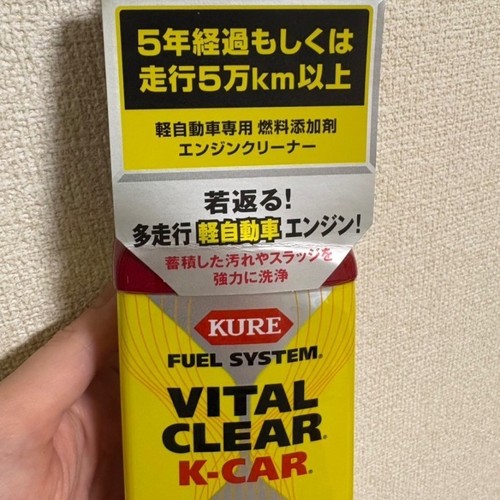 5年経過もしくは
走行5万km以上
軽自動車専用 燃料添加剤
エンジンクリーナー
若返る!
多走行 軽自動車 エンジン!
蓄積した汚れやスラッジを
強力に洗浄
KURE
FUEL SYSTEM®
VITAL
CLEAR®
K-CAR®